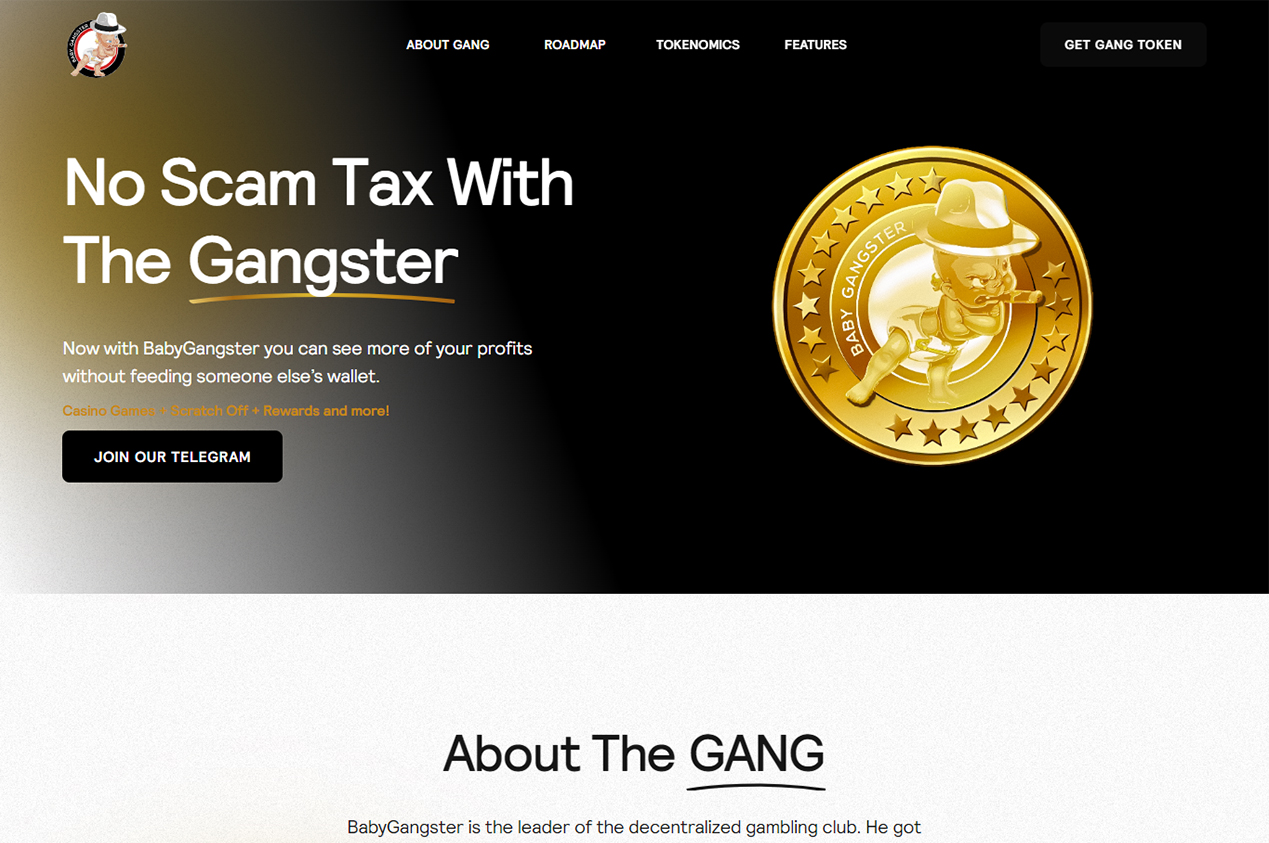 ABOUT GANG
ROADMAP
TOKENOMICS
FEATURES
GET GANG TOKEN
No Scam Tax With
The Gangster
Now with BabyGangster you can see more of your profits
without feeding someone else’s wallet.
Casino Games + Scratch Off + Rewards and more!
JOIN OUR TELEGRAM
BABY GANGSTER
About The GANG
BabyGangster is the leader of the decentralized gambling club. He got